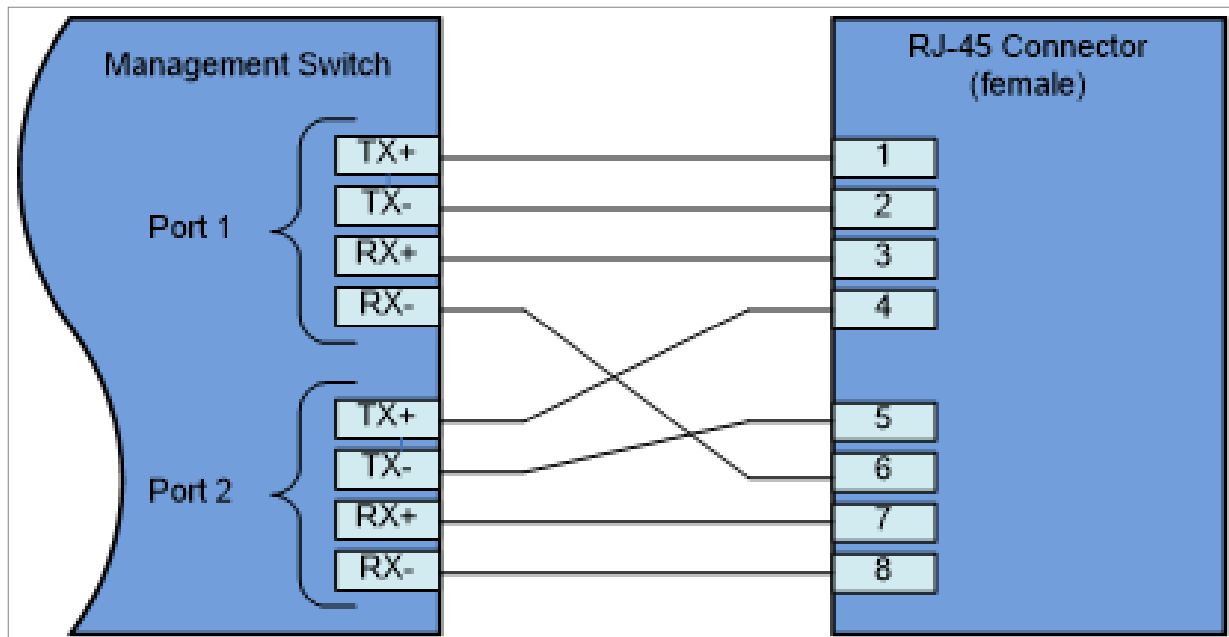 Management Switch
RJ-45 Connector
(female)
Port 1
TX+
TX-
RX+
RX-
Port 2
TX+
TX-
RX+
RX-
1
2
3
4
5
6
7
8